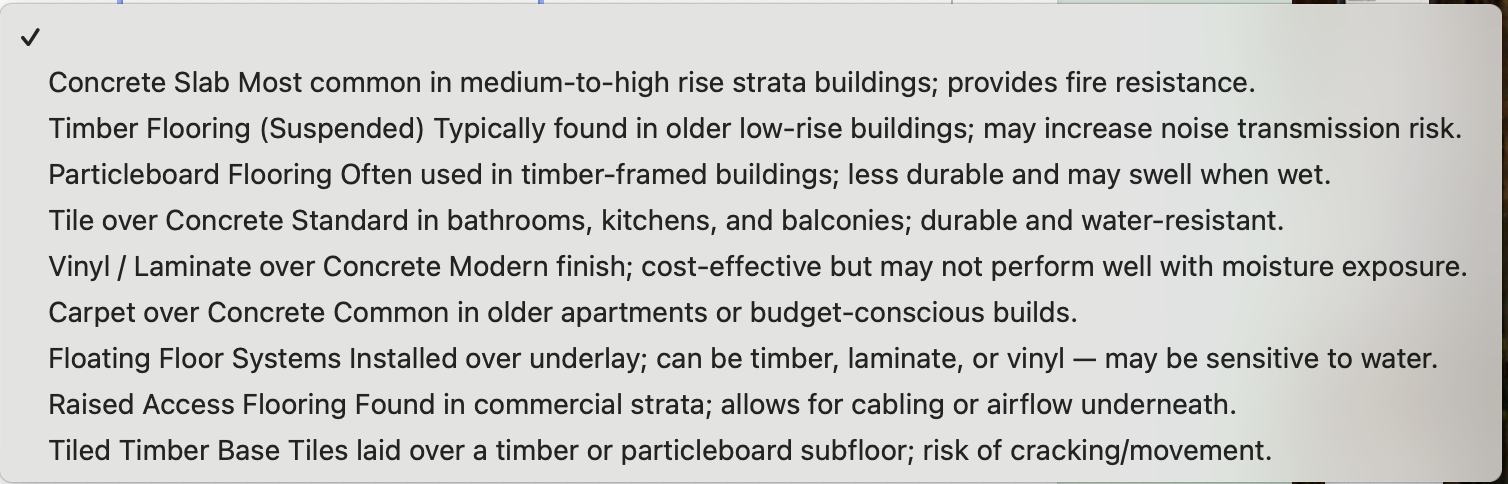 Concrete Slab Most common in medium-to-high rise strata buildings; provides fire resistance.
Timber Flooring (Suspended) Typically found in older low-rise buildings; may increase noise transmission risk.
Particleboard Flooring Often used in timber-framed buildings; less durable and may swell when wet.
Tile over Concrete Standard in bathrooms, kitchens, and balconies; durable and water-resistant.
Vinyl / Laminate over Concrete Modern finish; cost-effective but may not perform well with moisture exposure.
Carpet over Concrete Common in older apartments or budget-conscious builds.
Floating Floor Systems Installed over underlay; can be timber, laminate, or vinyl — may be sensitive to water.
Raised Access Flooring Found in commercial strata; allows for cabling or airflow underneath.
Tiled Timber Base Tiles laid over a timber or particleboard subfloor; risk of cracking/movement.